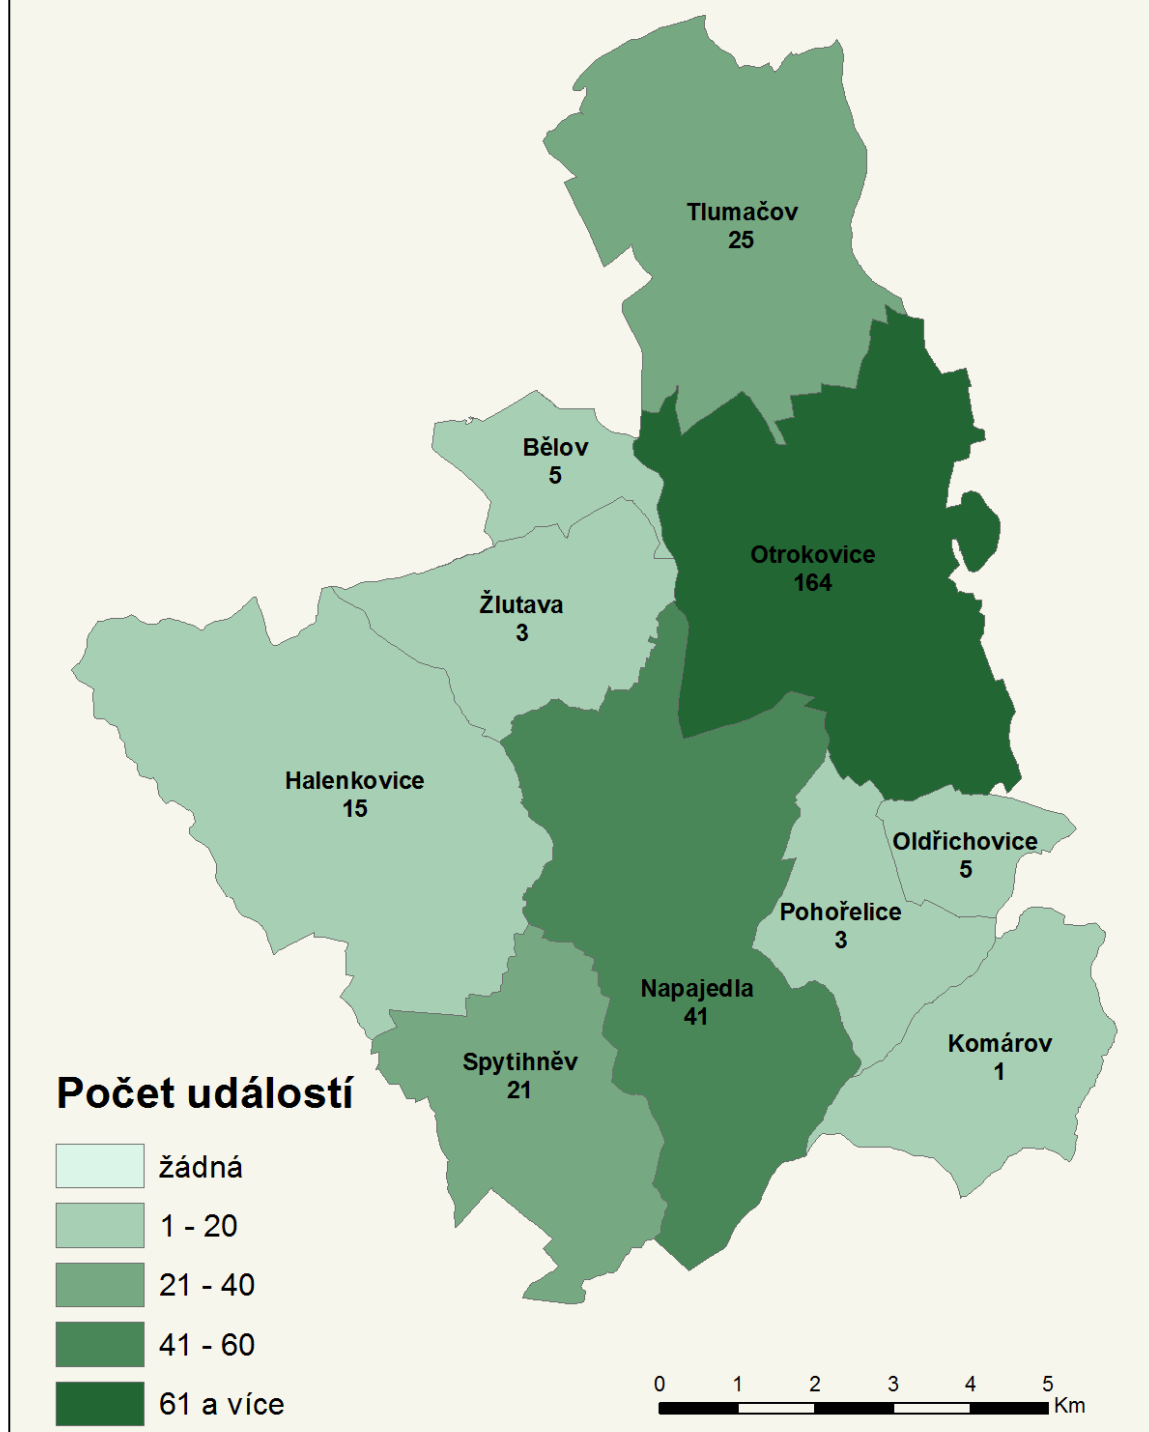 Tlumačov
25
Bělov
5
Otrokovice
164
Žlutava
3
Halenkovice
15
Oldřichovice
5
Pohořelice
3
Napajedla
41
Komárov
1
Spytihněv
21
Počet událostí
žádná
1 - 20
21 - 40
41 - 60
61 a více
0 1 2 3 4 5
Km